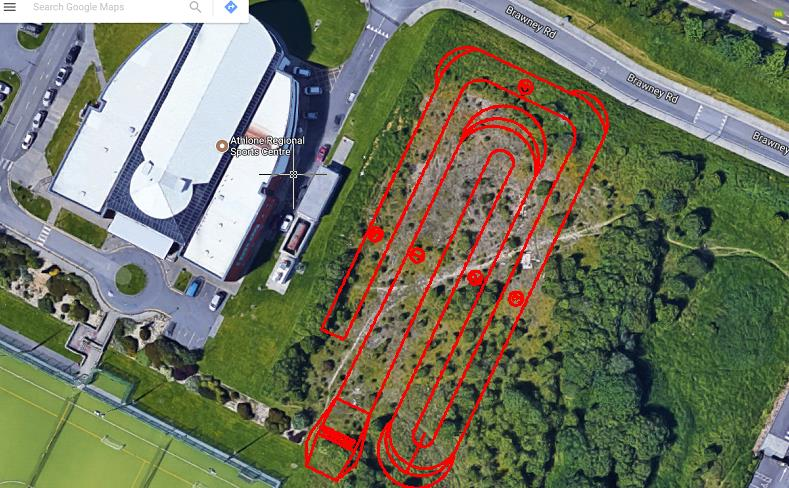 Search Google Maps
Brawney Rd
Brawney Rd
Brawney
Athlone Regional
Sports Centre